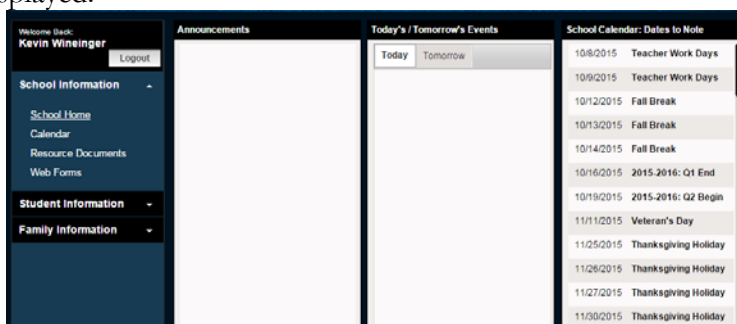 splayed.
Welcome Back:
Kevin Wineinger
Logout
School Information
School Home
Calendar
Resource Documents
Web Forms
Student Information
Family Information
Announcements
Today's / Tomorrow's Events
Today Tomorrow
School Calendar: Dates to Note
10/8/2015 Teacher Work Days
10/9/2015 Teacher Work Days
10/12/2015 Fall Break
10/13/2015 Fall Break
10/14/2015 Fall Break
10/16/2015 2015-2016: Q1 End
10/19/2015 2015-2016: Q2 Begin
11/11/2015 Veteran's Day
11/25/2015 Thanksgiving Holiday
11/26/2015 Thanksgiving Holiday
11/27/2015 Thanksgiving Holiday
11/30/2015 Thanksgiving Holiday